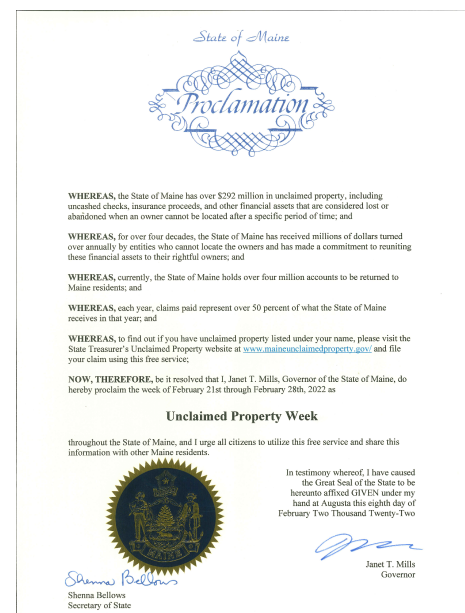 State of Maine
Proclamation
WHEREAS, the State of Maine has over $292 million in unclaimed property, including
uncashed checks, insurance proceeds, and other financial assets that are considered lost or
abandoned when an owner cannot be located after a specific period of time; and
WHEREAS, for over four decades, the State of Maine has received millions of dollars turned
over annually by entities who cannot locate the owners and has made a commitment to reuniting
these financial assets to their rightful owners; and
WHEREAS, currently, the State of Maine holds over four million accounts to be returned to
Maine residents; and
WHEREAS, each year, claims paid represent over 50 percent of what the State of Maine
receives in that year; and
WHEREAS, to find out if you have unclaimed property listed under your name, please visit the
State Treasurer's Unclaimed Property website at www.maineunclaimedproperty.gov/ and file
your claim using this free service;
NOW, THEREFORE, be it resolved that I, Janet T. Mills, Governor of the State of Maine, do
hereby proclaim the week of February 21st through February 28th, 2022 as
Unclaimed Property Week
throughout the State of Maine, and I urge all citizens to utilize this free service and share this
information with other Maine residents.
In testimony whereof, I have caused
the Great Seal of the State to be
hereunto affixed GIVEN under my
hand at Augusta this eighth day of
February Two Thousand Twenty-Two
MAINE
Janet T. Mills
Governor
Shenna Bellows
Shenna Bellows
Secretary of State